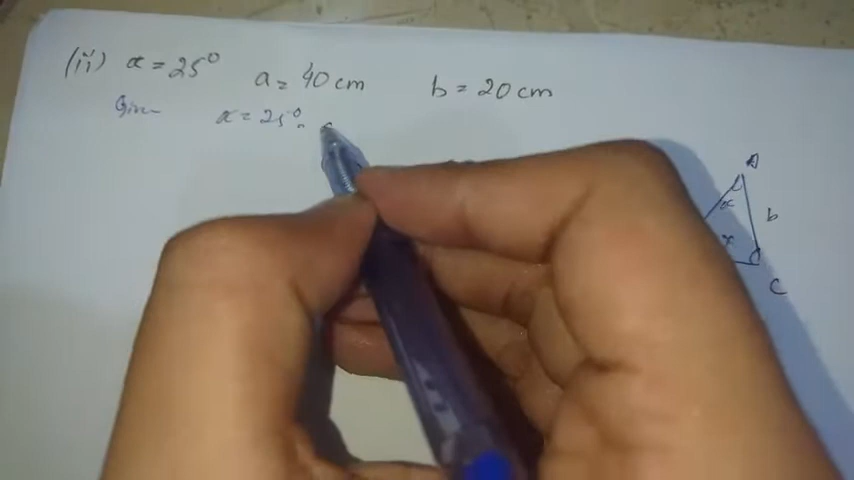 (ii) α = 25° a = 40 cm b = 20 cm
Given α = 25°
A
α
b
C